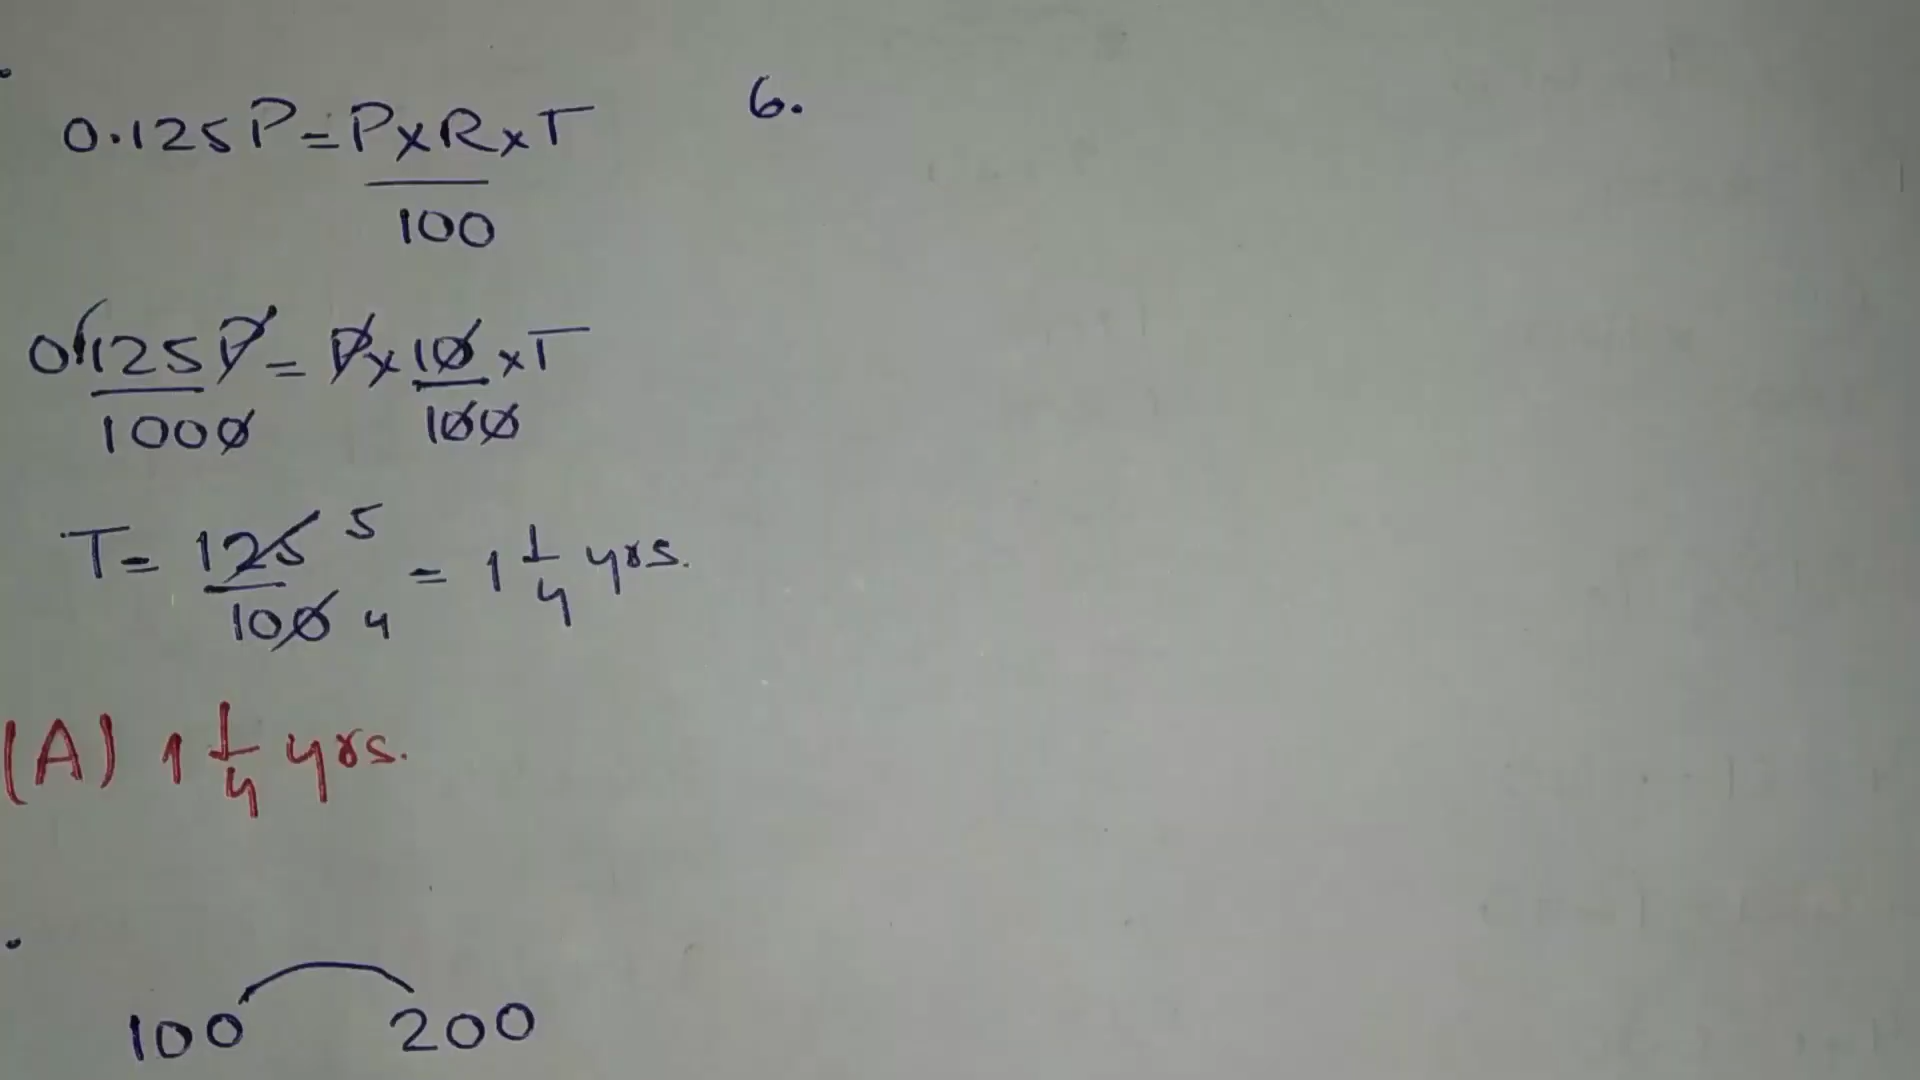 0.125P = P×R×T
100
6.
0.125P = P×10×T
1000 100
T = 125 5 = 1 1/4 yrs.
100 4
(A) 1 1/4 yrs.
100 200